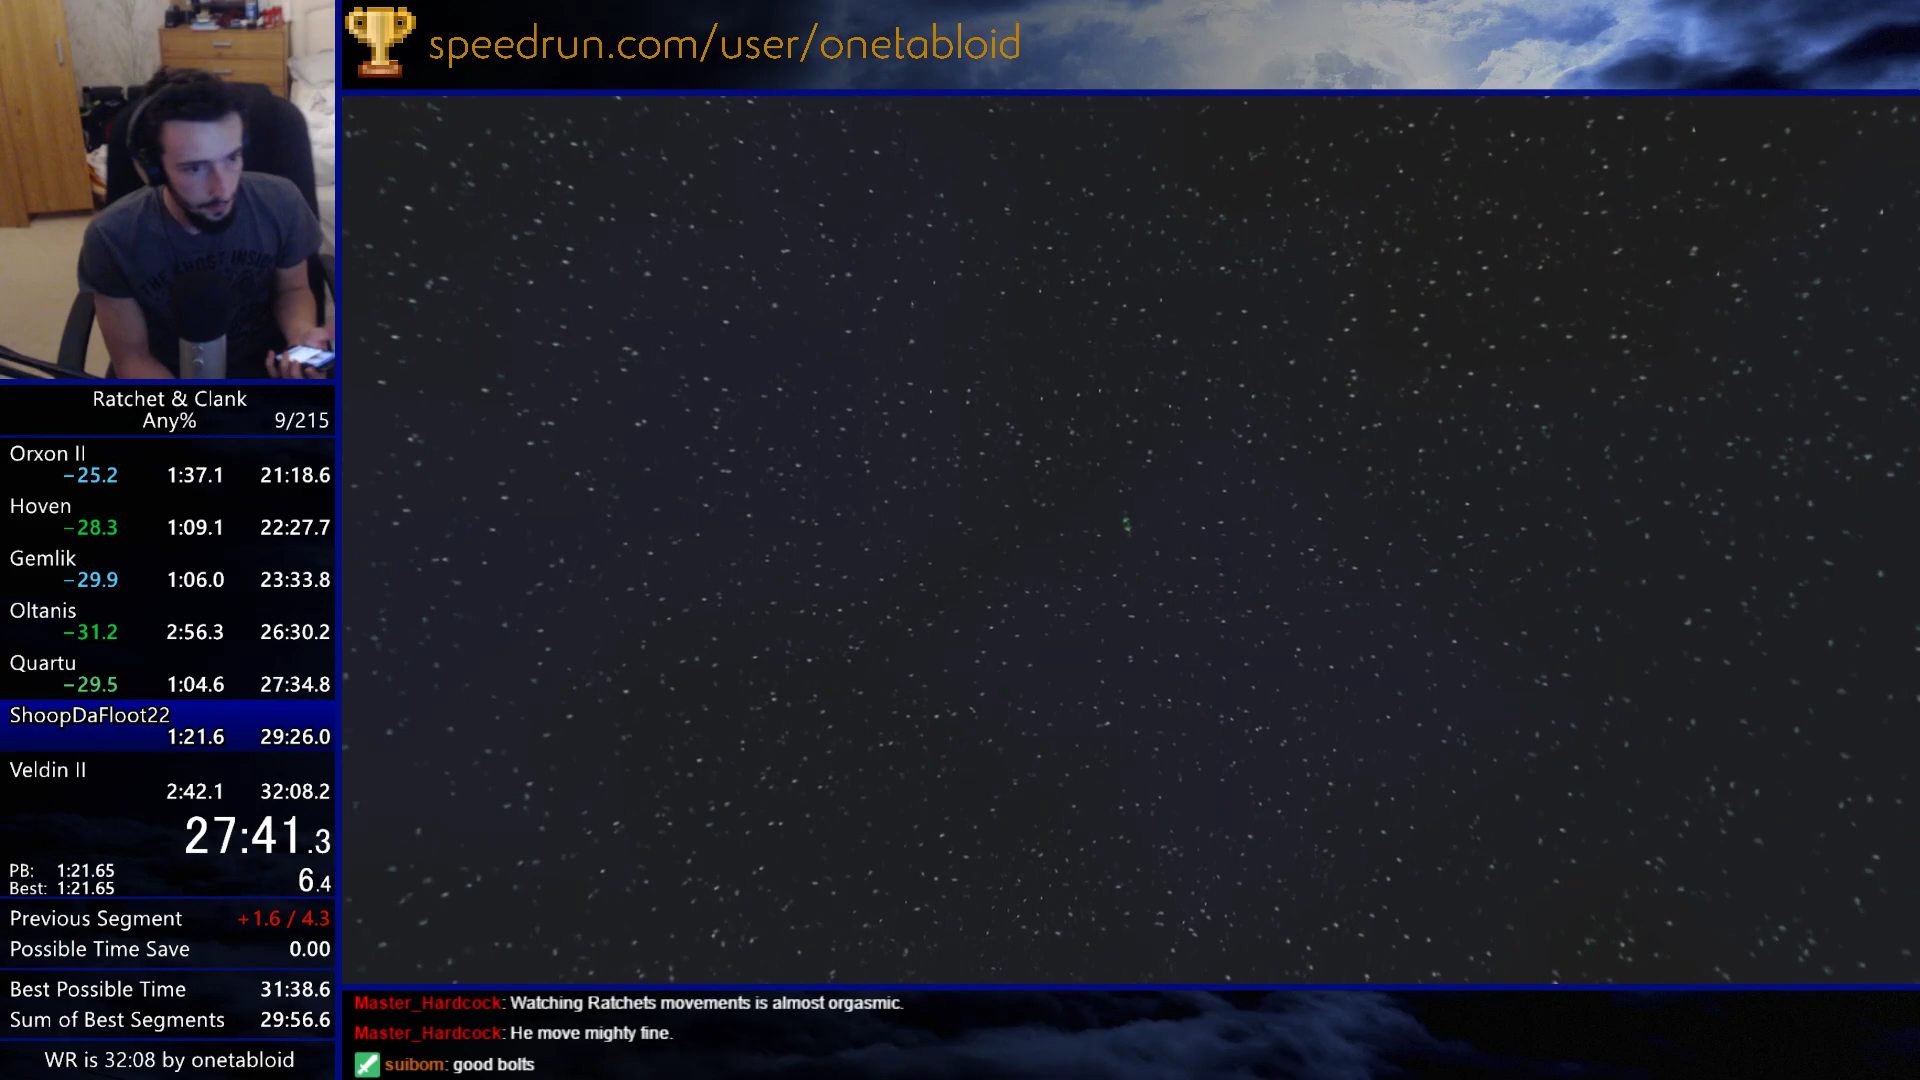 speedrun.com/user/onetabloid
THE GHOST INSIDE
Ratchet & Clank
Any% 9/215
Orxon II
−25.2 1:37.1 21:18.6
Hoven
−28.3 1:09.1 22:27.7
Gemlik
−29.9 1:06.0 23:33.8
Oltanis
−31.2 2:56.3 26:30.2
Quartu
−29.5 1:04.6 27:34.8
ShoopDaFloot22
1:21.6 29:26.0
Veldin II
2:42.1 32:08.2
27:41.3
PB: 1:21.65
Best: 1:21.65
6.4
Previous Segment +1.6 / 4.3
Possible Time Save 0.00
Best Possible Time 31:38.6
Sum of Best Segments 29:56.6
WR is 32:08 by onetabloid
Master_Hardcock: Watching Ratchets movements is almost orgasmic.
Master_Hardcock: He move mighty fine.
suibom: good bolts